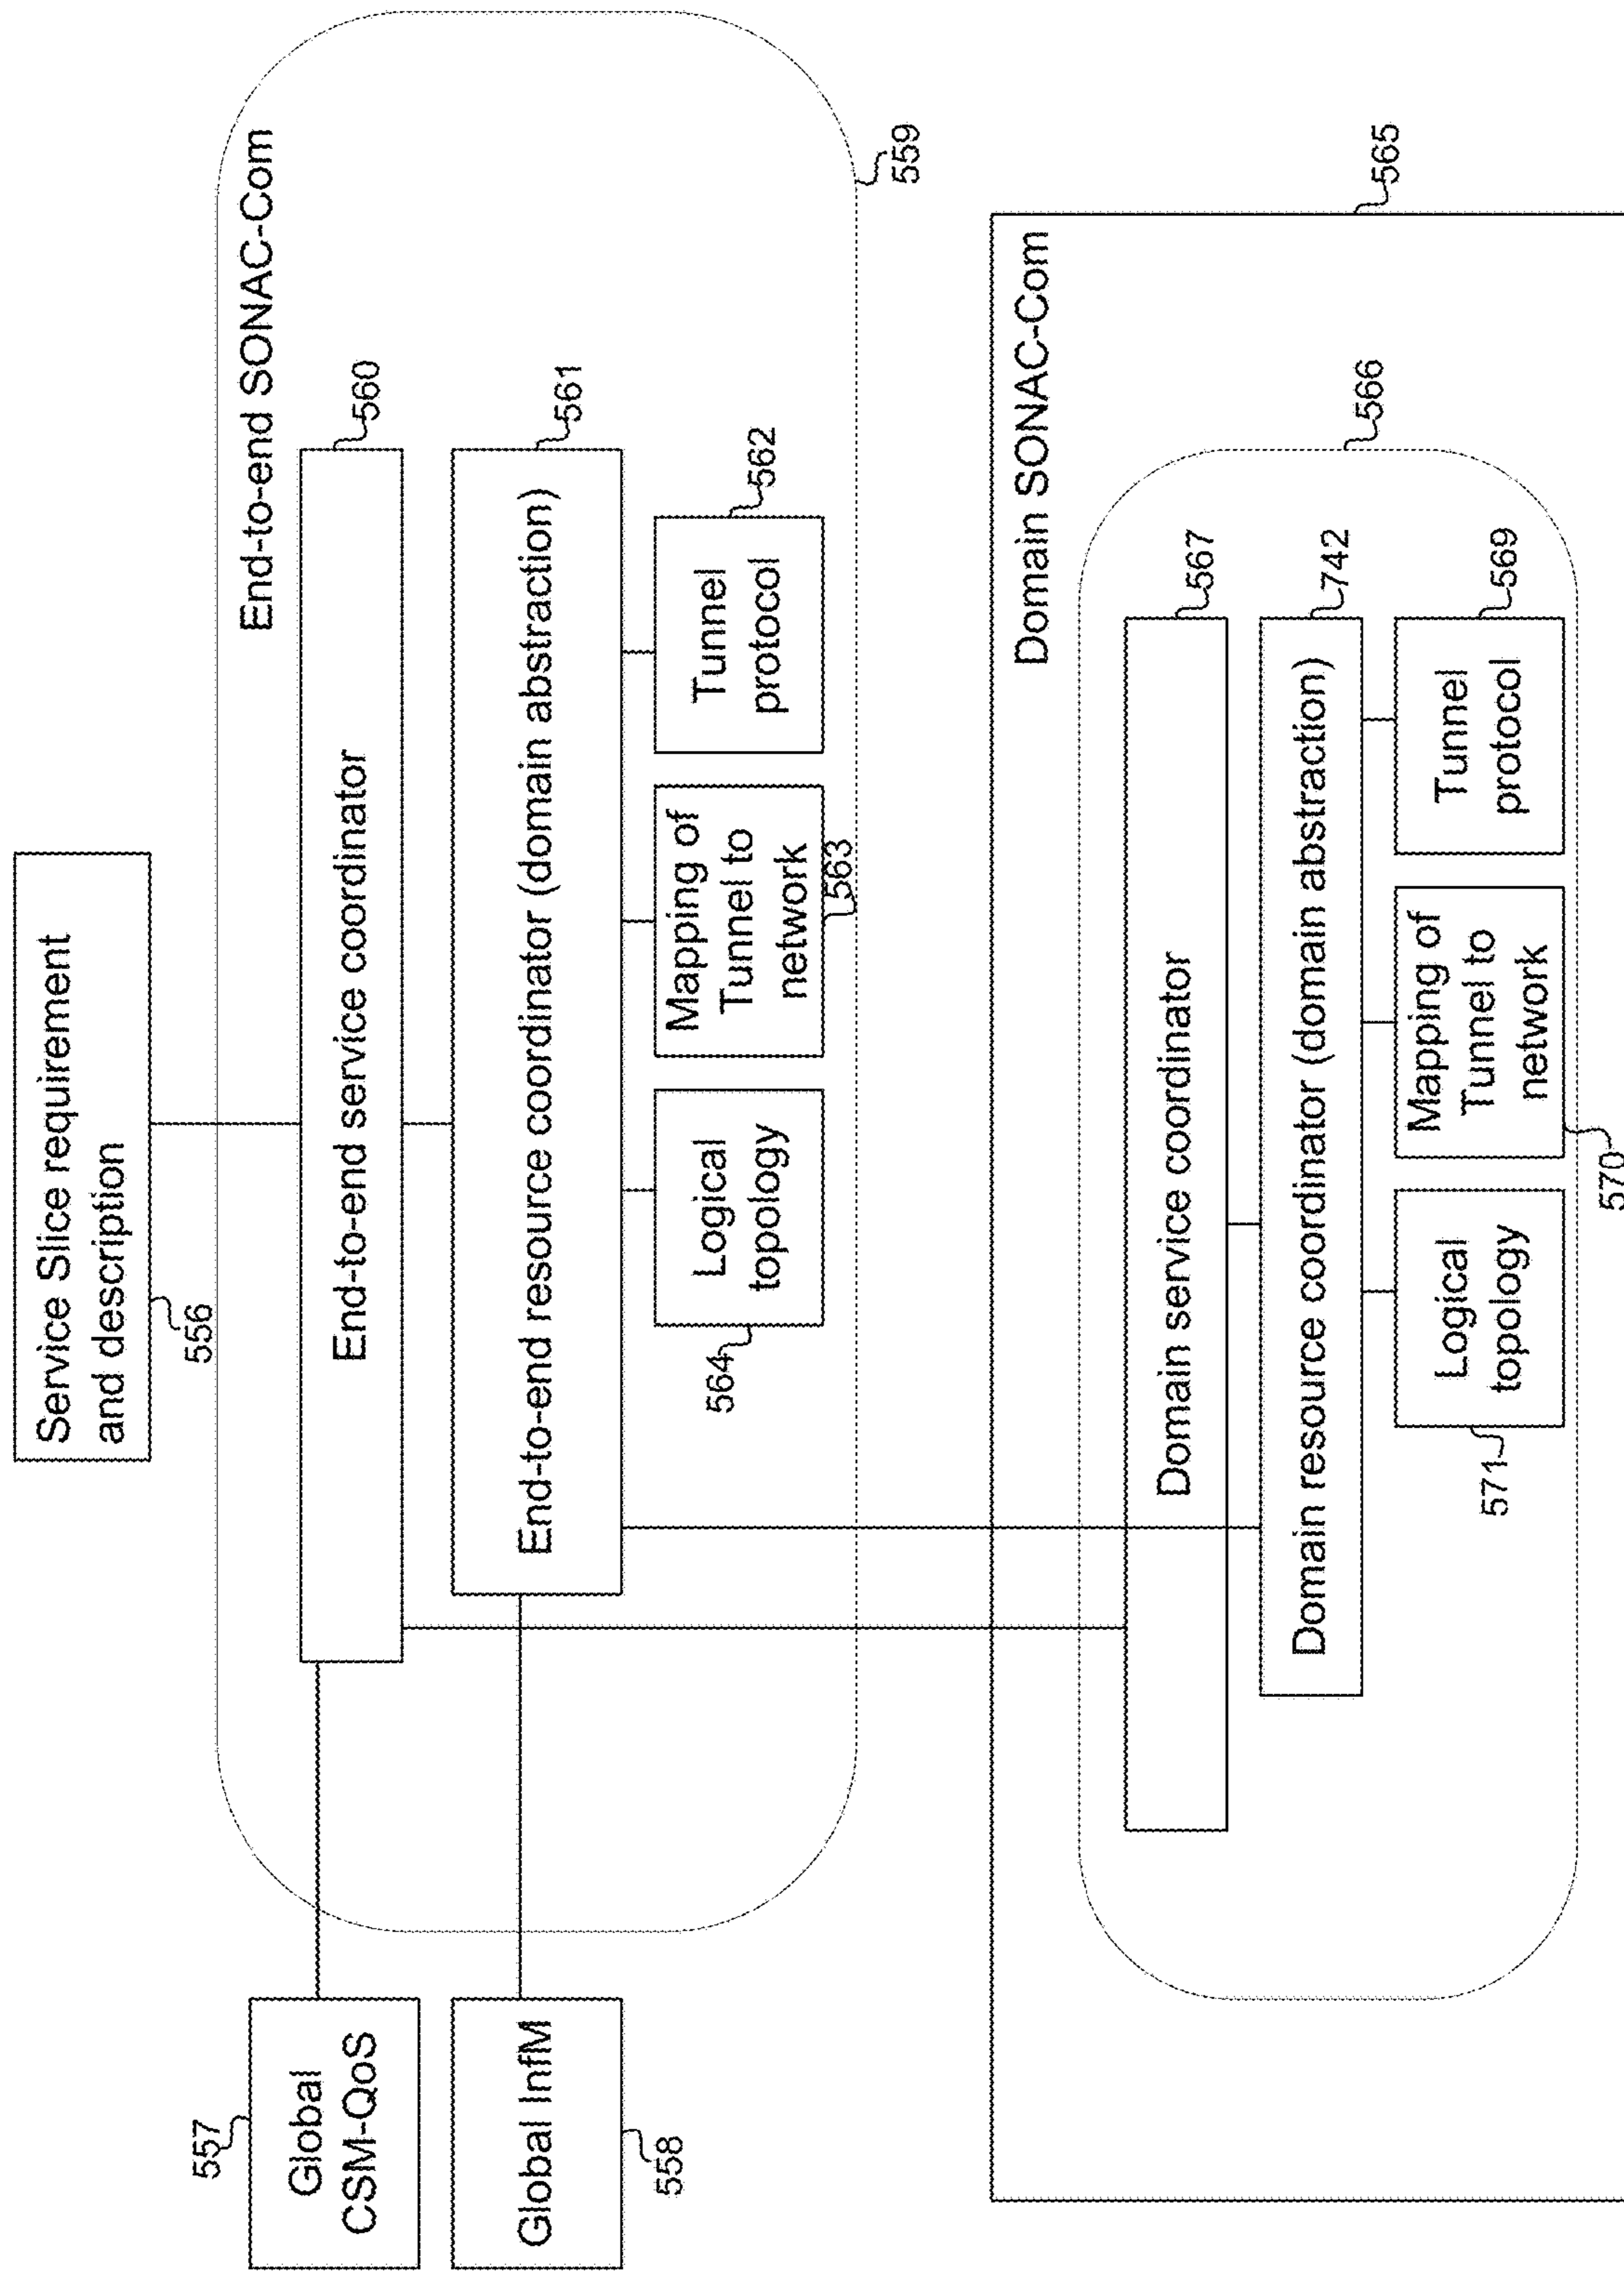 Service Slice requirement
and description
556
End-to-end SONAC-Com
557
Global
CSM-QoS
End-to-end service coordinator
560
Global InfM
558
End-to-end resource coordinator (domain abstraction)
561
564
Logical
topology
Mapping of
Tunnel to
network
563
Tunnel
protocol
562
559
Domain SONAC-Com
565
566
Domain service coordinator
567
Domain resource coordinator (domain abstraction)
742
571
Logical
topology
Mapping of
Tunnel to
network
570
Tunnel
protocol
569